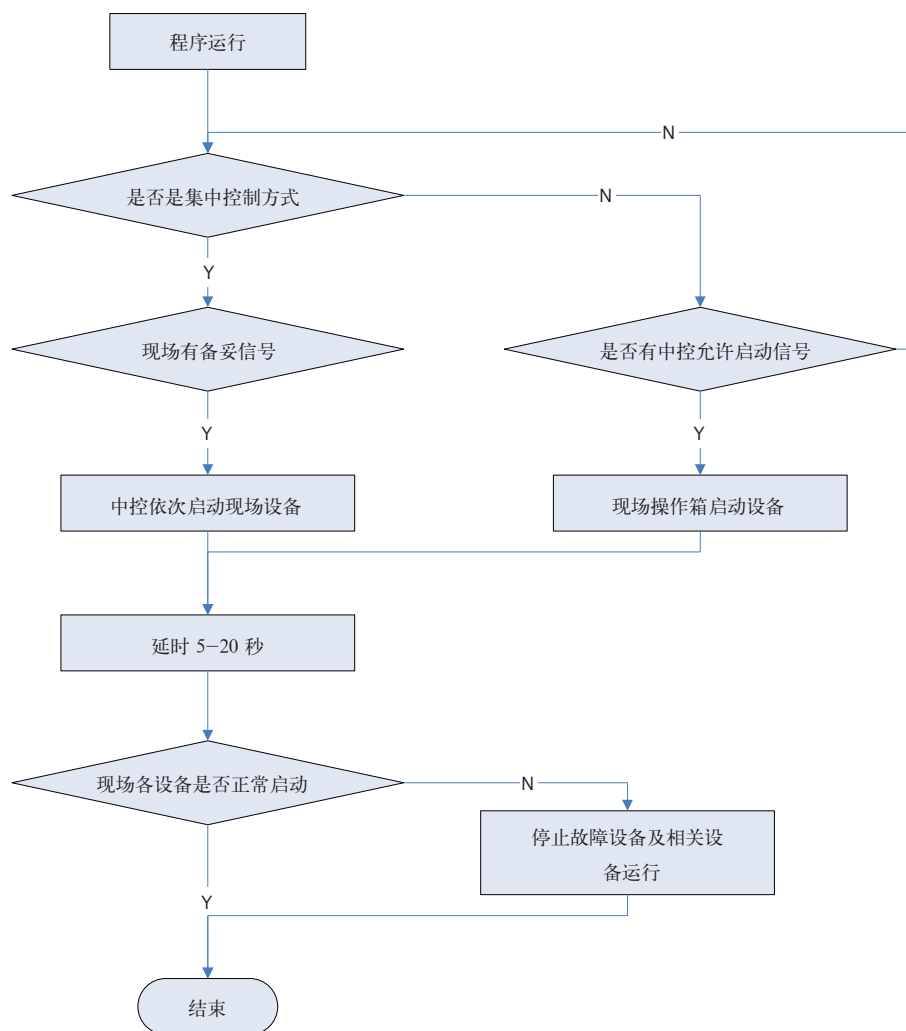 程序运行
N
是否是集中控制方式
N
Y
现场有备妥信号
是否有中控允许启动信号
Y
Y
中控依次启动现场设备
现场操作箱启动设备
延时 5-20 秒
现场各设备是否正常启动
N
停止故障设备及相关设
备运行
Y
结束